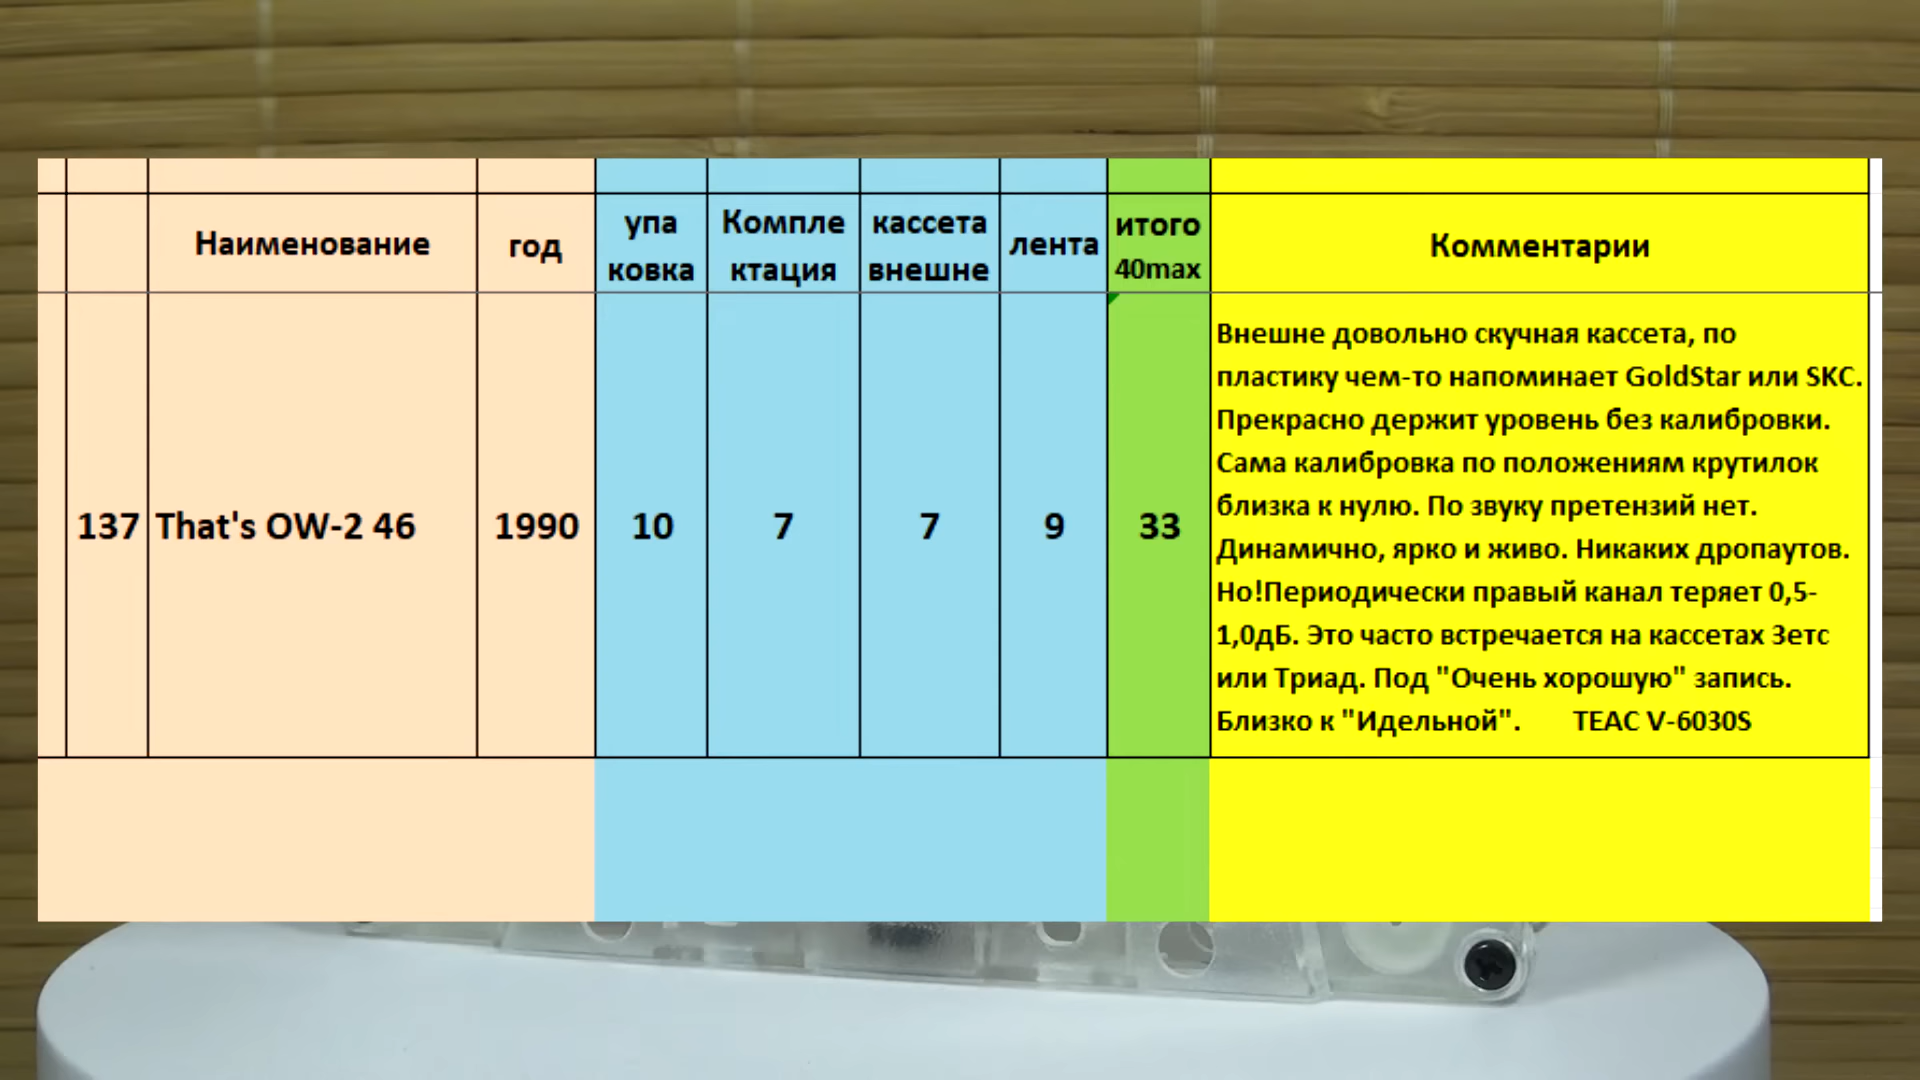 Наименование
год
упа
ковка
Компле
ктация
кассета
внешне
лента
итого
40max
Комментарии
137
That's OW-2 46
1990
10
7
7
9
33
Внешне довольно скучная кассета, по
пластику чем-то напоминает GoldStar или SKC.
Прекрасно держит уровень без калибровки.
Сама калибровка по положениям крутилок
близка к нулю. По звуку претензий нет.
Динамично, ярко и живо. Никаких дропаутов.
Но!Периодически правый канал теряет 0,5-
1,0дБ. Это часто встречается на кассетах Зетс
или Триад. Под "Очень хорошую" запись.
Близко к "Идельной". TEAC V-6030S